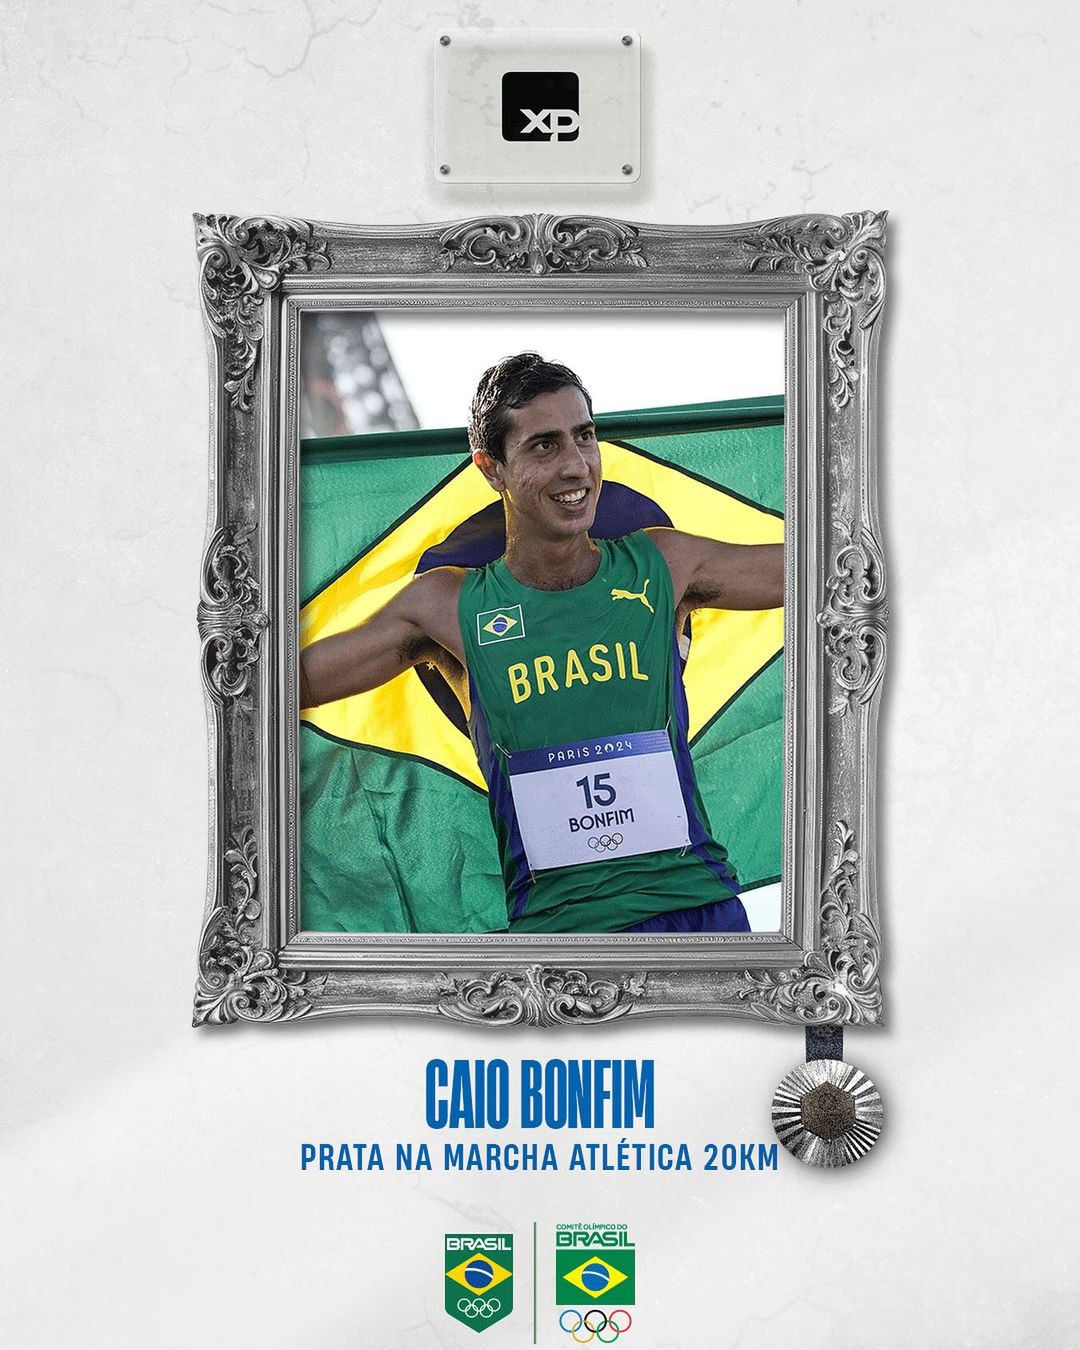 xp
BRASIL
PARIS 2024
15
BONFIM
CAIO BONFIM
PRATA NA MARCHA ATLÉTICA 20KM
BRASIL
COMITÊ OLÍMPICO DO
BRASIL